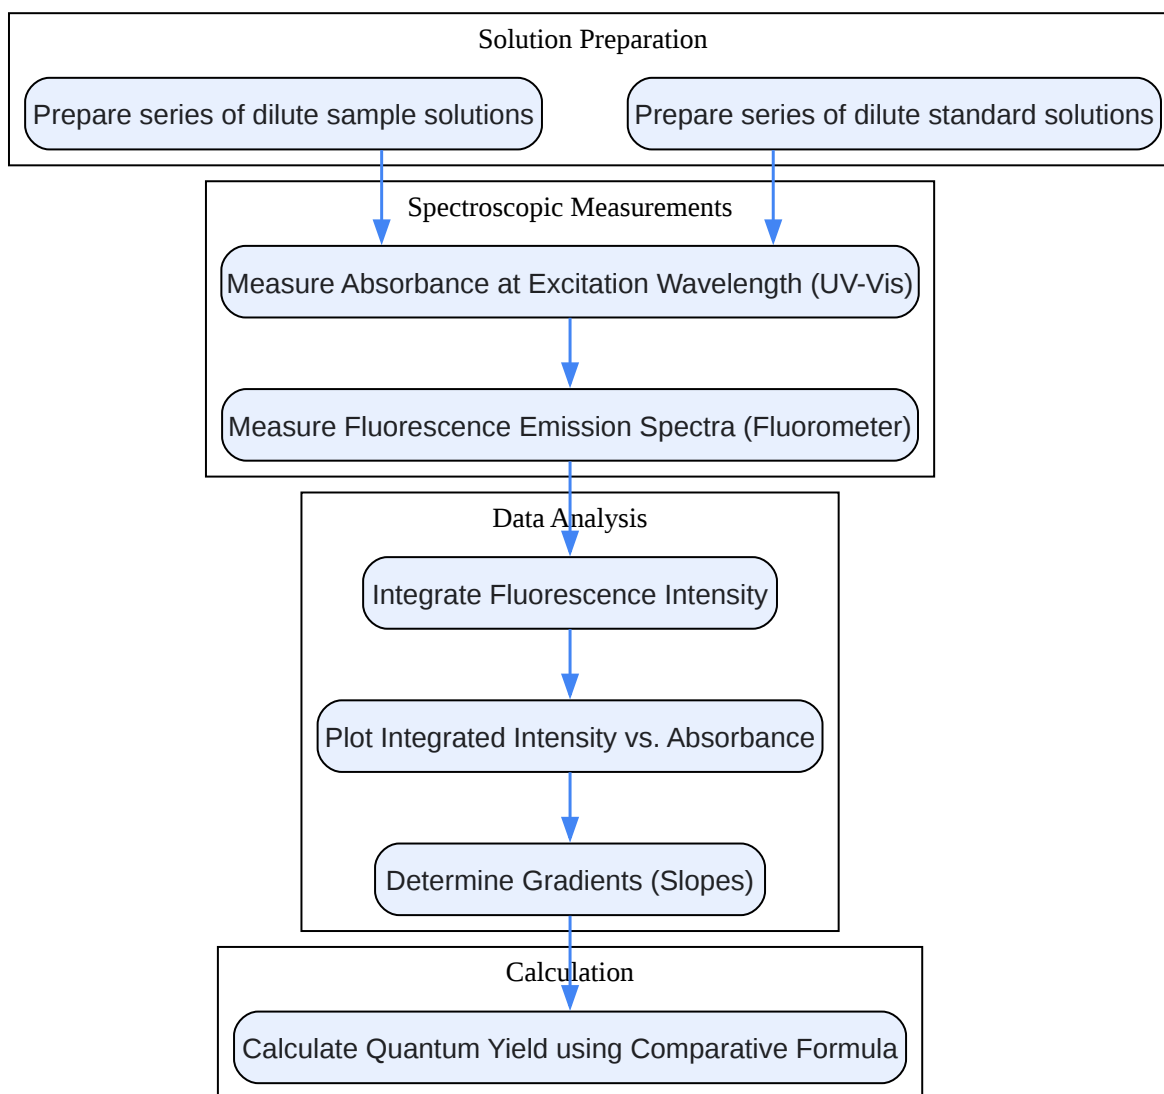 Solution Preparation
Prepare series of dilute sample solutions
Prepare series of dilute standard solutions
Spectroscopic Measurements
Measure Absorbance at Excitation Wavelength (UV-Vis)
Measure Fluorescence Emission Spectra (Fluorometer)
Data Analysis
Integrate Fluorescence Intensity
Plot Integrated Intensity vs. Absorbance
Determine Gradients (Slopes)
Calculation
Calculate Quantum Yield using Comparative Formula